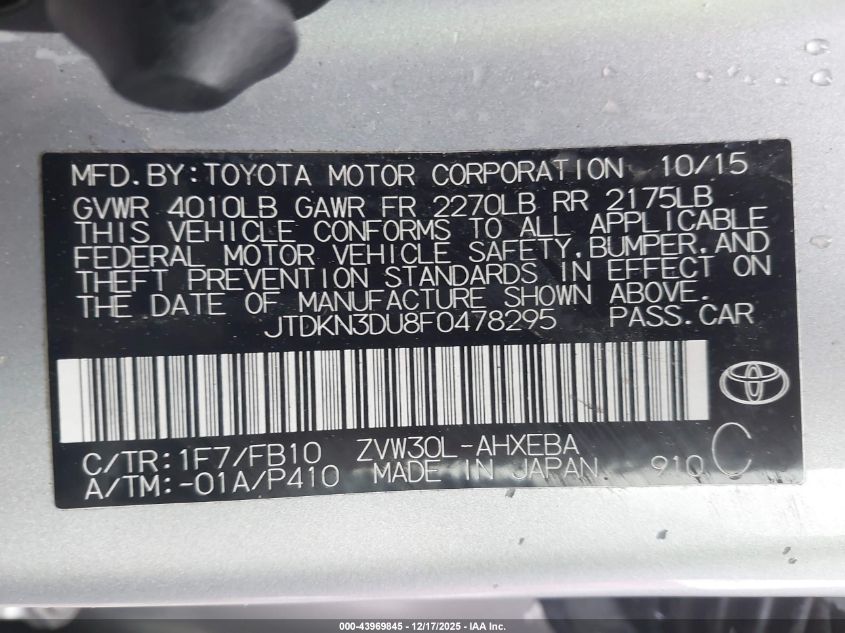 MFD.BY:TOYOTA MOTOR CORPORATION 10/15
GVWR 4010LB GAWR FR 2270LB RR 2175LB
THIS VEHICLE CONFORMS TO ALL APPLICABLE
FEDERAL MOTOR VEHICLE SAFETY,BUMPER,AND
THEFT PREVENTION STANDARDS IN EFFECT ON
THE DATE OF MANUFACTURE SHOWN ABOVE.
JTDKN3DU8F0478295 PASS.CAR
C/TR:1F7/FB10 ZVW30L-AHXEBA
A/TM:-01A/P410 MADE IN JAPAN 910 C
000-43969845 - 12/17/2025 - IAA Inc.